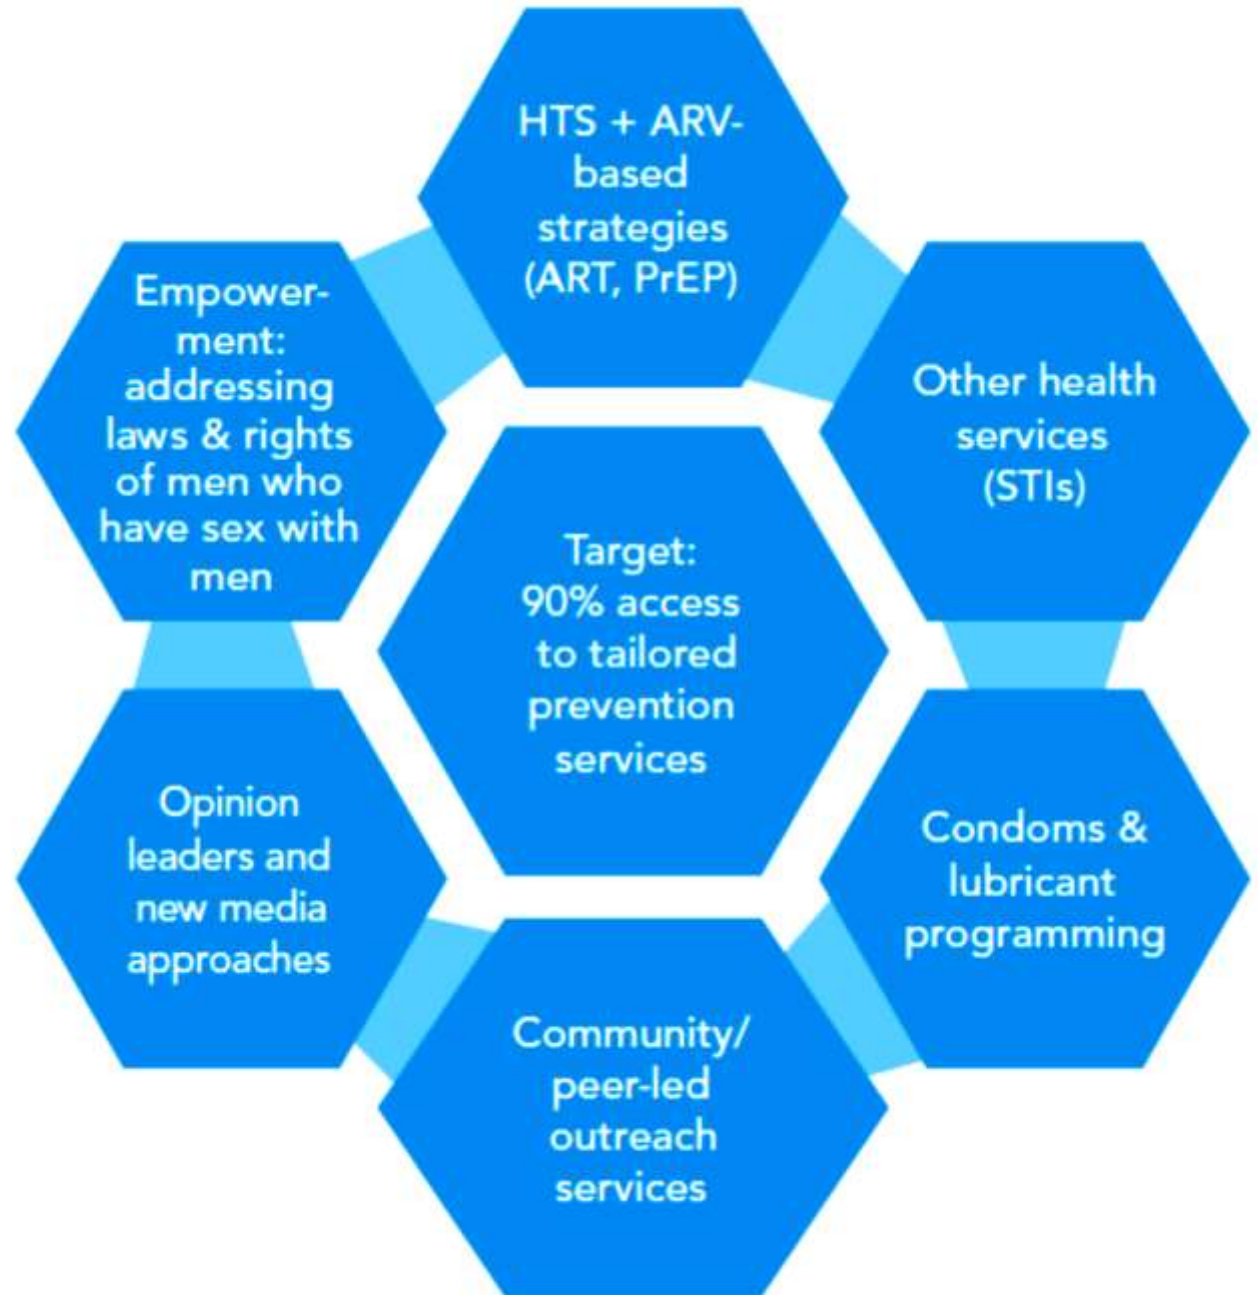 HTS + ARV-
based
strategies
(ART, PrEP)
Other health
services
(STIs)
Condoms &
lubricant
programming
Community/
peer-led
outreach
services
Opinion
leaders and
new media
approaches
Empower-
ment:
addressing
laws & rights
of men who
have sex with
men
Target:
90% access
to tailored
prevention
services